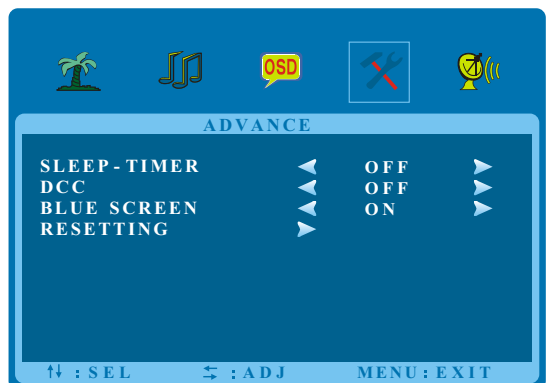 OSD
ADVANCE
SLEEP-TIMER OFF
DCC OFF
BLUE SCREEN ON
RESETTING
:SEL :ADJ MENU:EXIT